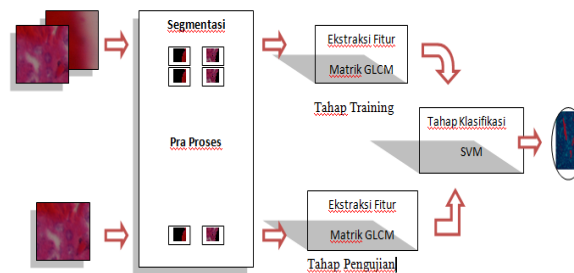 Segmentasi
Pra Proses
Ekstraksi Fitur
Matrik GLCM
Tahap Training
Tahap Klasifikasi
SVM
Ekstraksi Fitur
Matrik GLCM
Tahap Pengujian